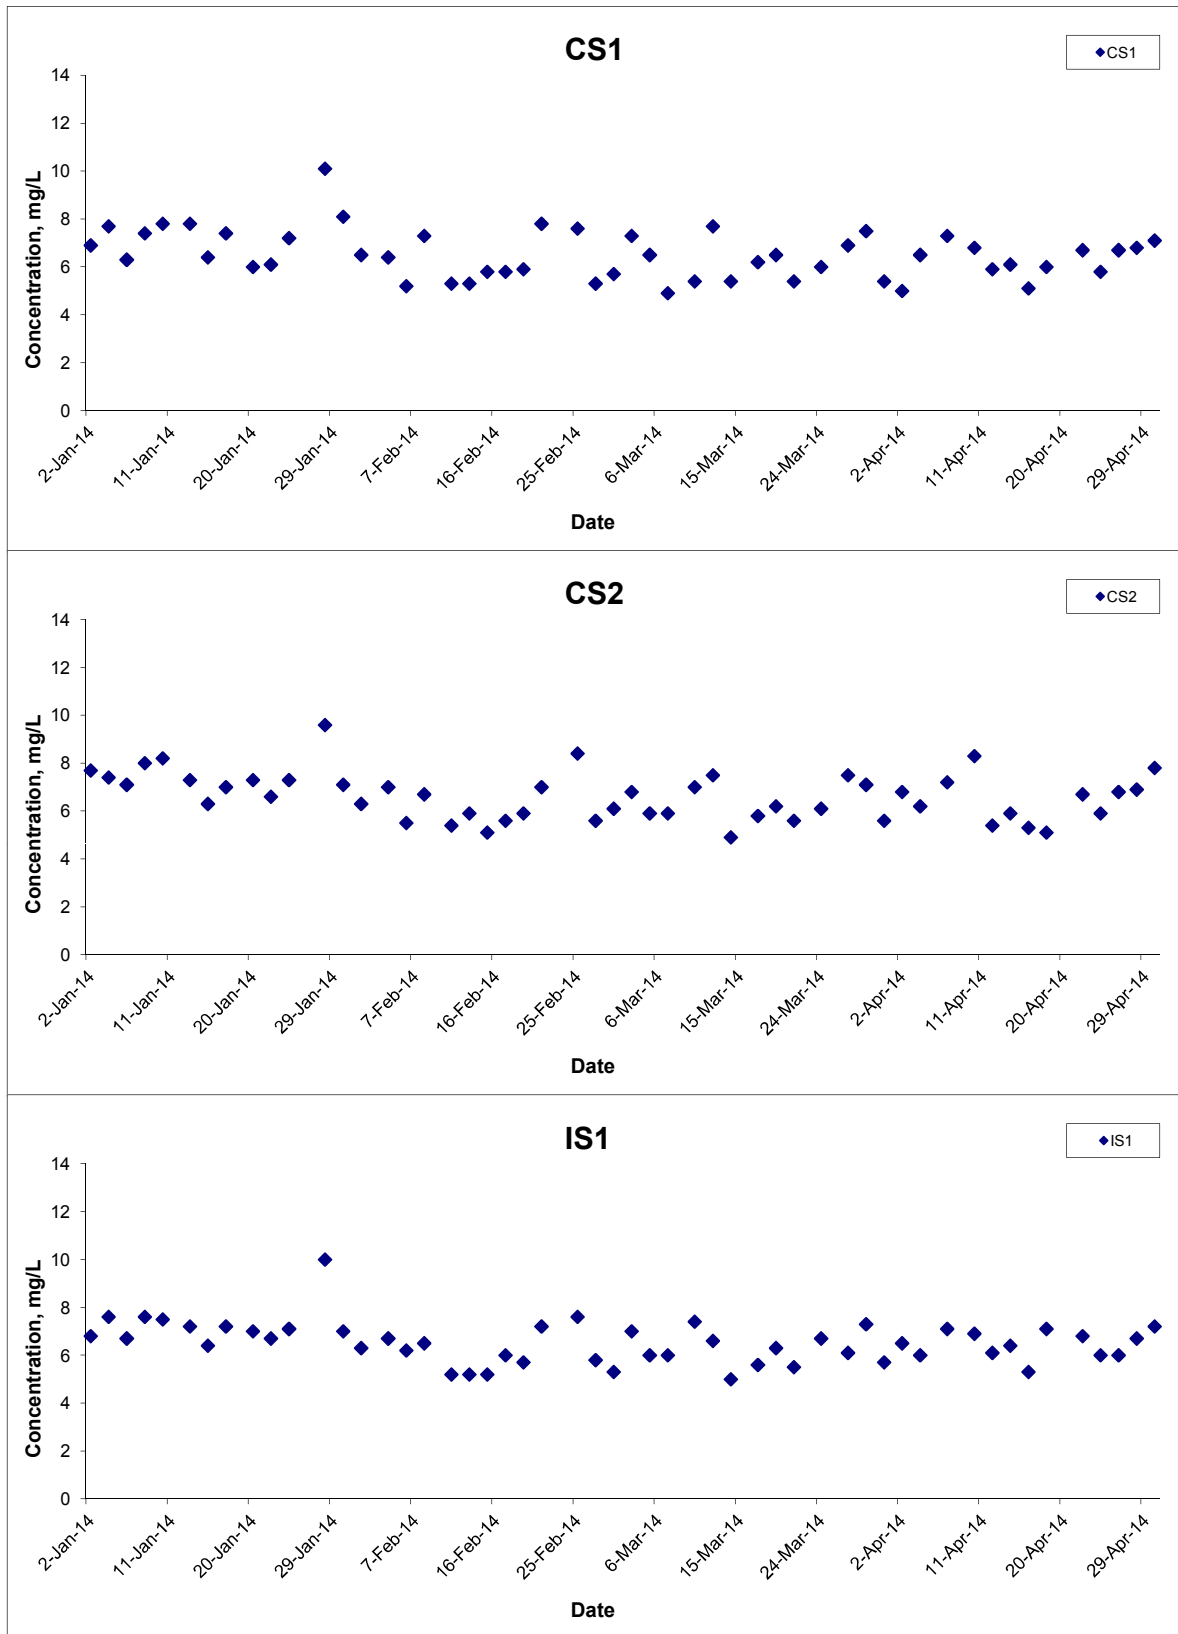 CS1
CS1
14
12
10
8
6
4
2
0
Concentration, mg/L
2-Jan-14
11-Jan-14
20-Jan-14
29-Jan-14
7-Feb-14
16-Feb-14
25-Feb-14
6-Mar-14
15-Mar-14
24-Mar-14
2-Apr-14
11-Apr-14
20-Apr-14
29-Apr-14
Date
CS2
CS2
14
12
10
8
6
4
2
0
Concentration, mg/L
2-Jan-14
11-Jan-14
20-Jan-14
29-Jan-14
7-Feb-14
16-Feb-14
25-Feb-14
6-Mar-14
15-Mar-14
24-Mar-14
2-Apr-14
11-Apr-14
20-Apr-14
29-Apr-14
Date
IS1
IS1
14
12
10
8
6
4
2
0
Concentration, mg/L
2-Jan-14
11-Jan-14
20-Jan-14
29-Jan-14
7-Feb-14
16-Feb-14
25-Feb-14
6-Mar-14
15-Mar-14
24-Mar-14
2-Apr-14
11-Apr-14
20-Apr-14
29-Apr-14
Date